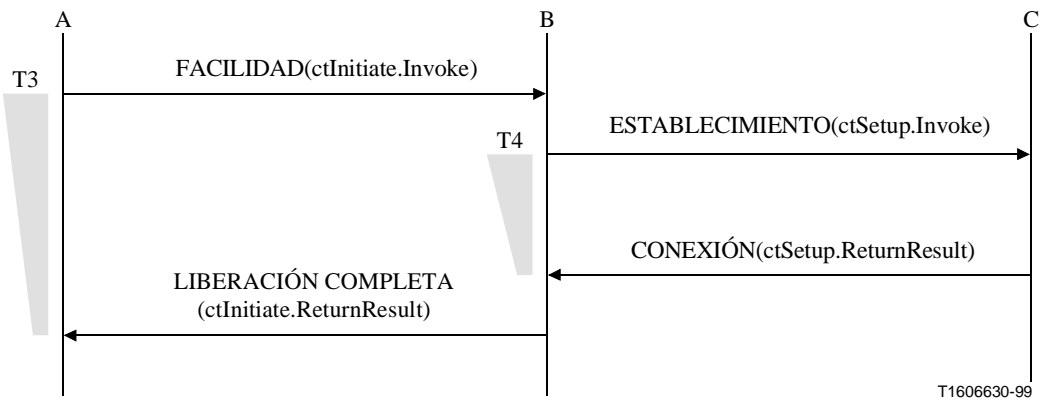 A
B
C
FACILIDAD(ctInitiate.Invoke)
T3
ESTABLECIMIENTO(ctSetup.Invoke)
T4
CONEXIÓN(ctSetup.ReturnResult)
LIBERACIÓN COMPLETA
(ctInitiate.ReturnResult)
T1606630-99